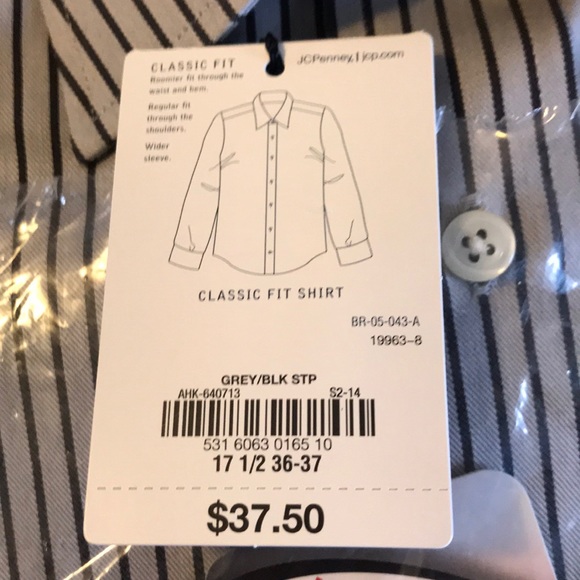 CLASSIC FIT
Roomier fit through the
waist and hem.
Regular fit
through the
shoulders.
Wider
sleeve.
JCPenney | jcp.com
CLASSIC FIT SHIRT
BR-05-043-A
19963-8
GREY/BLK STP
AHK-640713 S2-14
531 6063 0165 10
17 1/2 36-37
$37.50